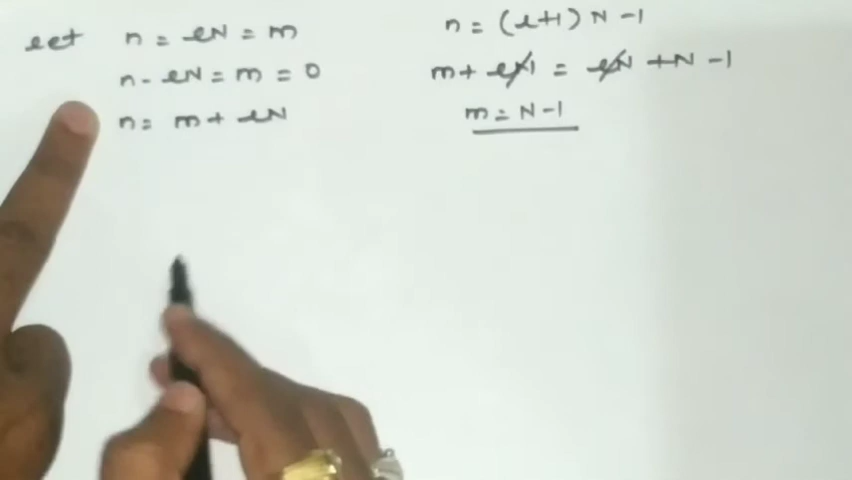 let n = lN = m
n - lN = m = 0
n = m + lN
n = (l+1) N - 1
m + lN = lN + N - 1
m = N - 1